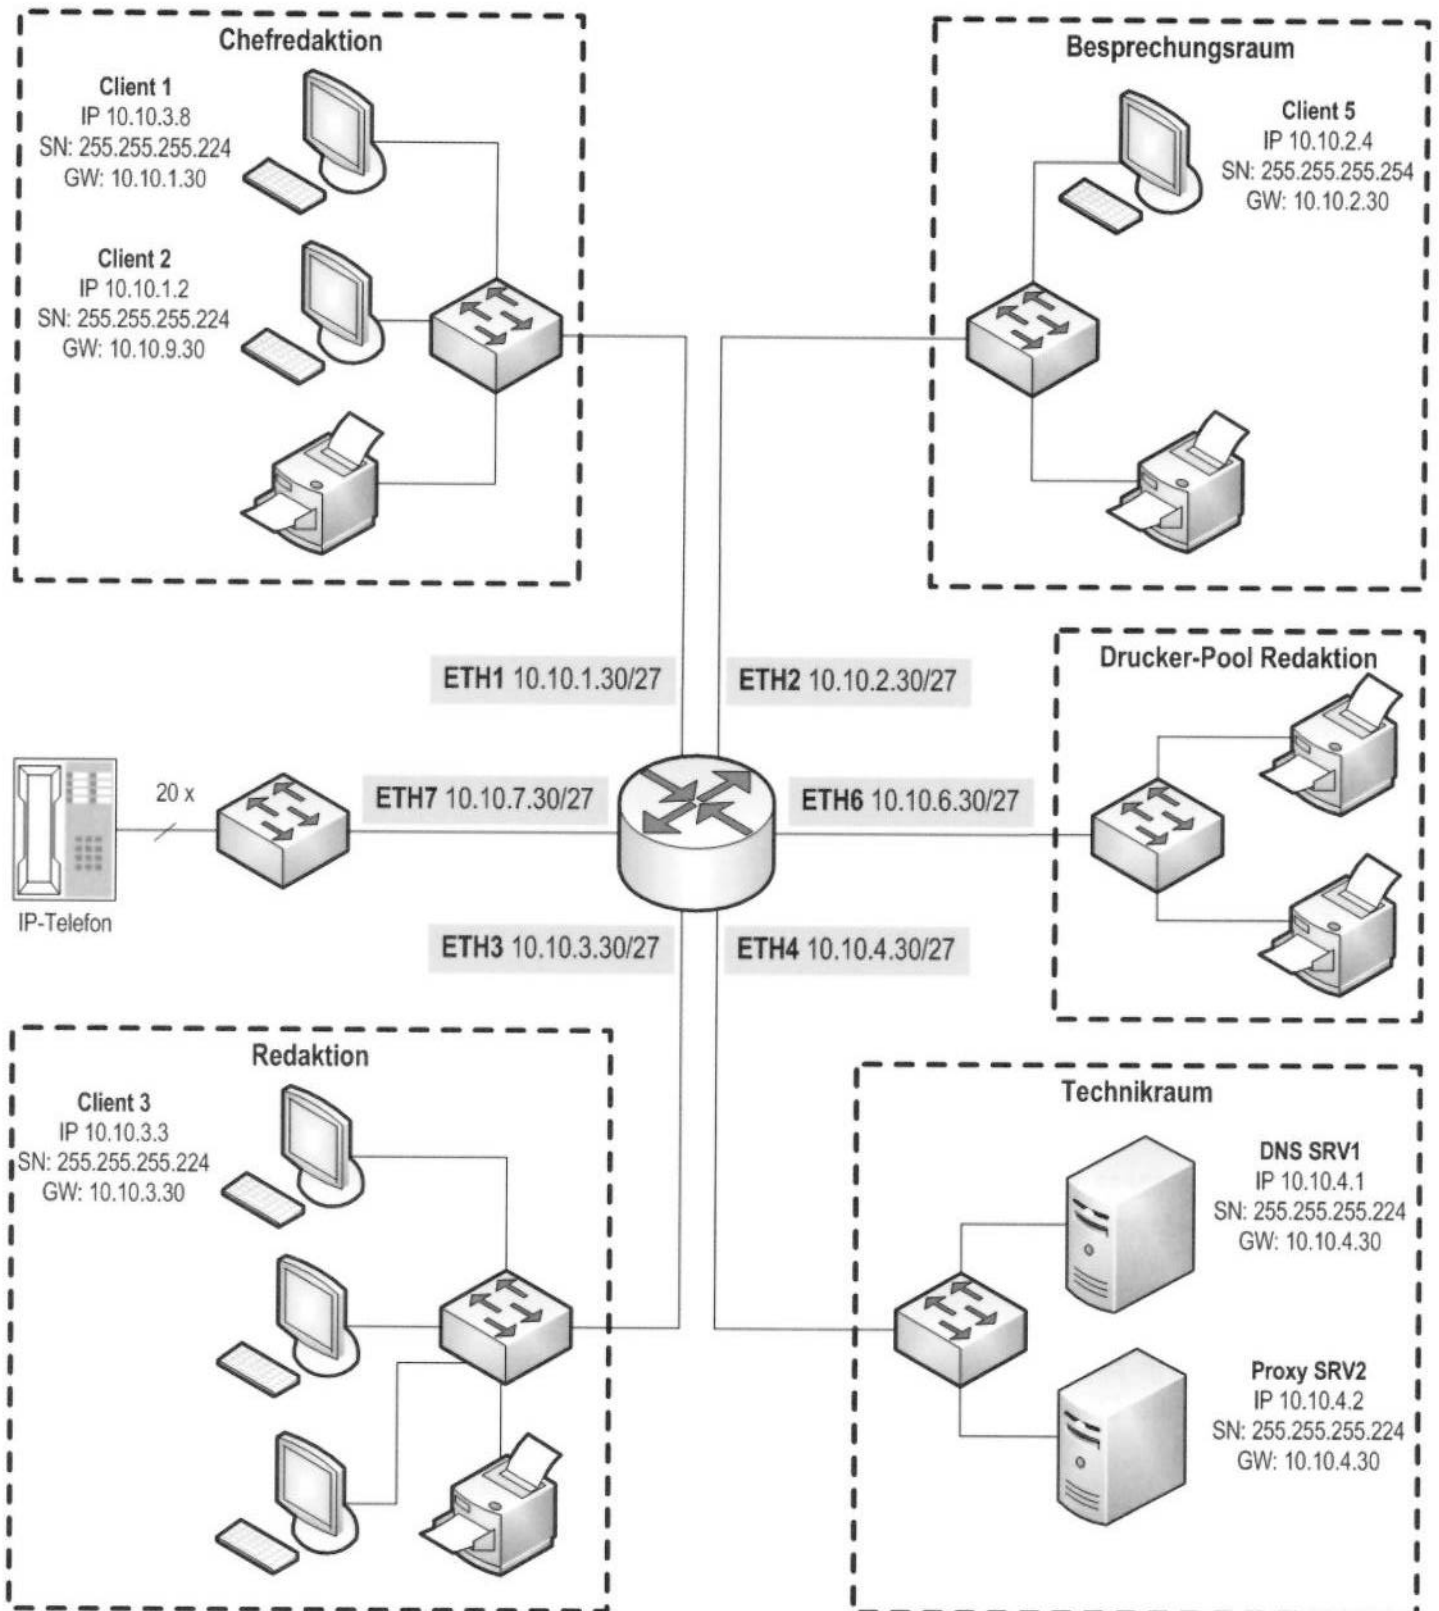 Chefredaktion
Client 1
IP 10.10.3.8
SN: 255.255.255.224
GW: 10.10.1.30
Client 2
IP 10.10.1.2
SN: 255.255.255.224
GW: 10.10.9.30
Besprechungsraum
Client 5
IP 10.10.2.4
SN: 255.255.255.254
GW: 10.10.2.30
ETH1 10.10.1.30/27
ETH2 10.10.2.30/27
Drucker-Pool Redaktion
20 x
IP-Telefon
ETH7 10.10.7.30/27
ETH6 10.10.6.30/27
ETH3 10.10.3.30/27
ETH4 10.10.4.30/27
Redaktion
Client 3
IP 10.10.3.3
SN: 255.255.255.224
GW: 10.10.3.30
Technikraum
DNS SRV1
IP 10.10.4.1
SN: 255.255.255.224
GW: 10.10.4.30
Proxy SRV2
IP 10.10.4.2
SN: 255.255.255.224
GW: 10.10.4.30